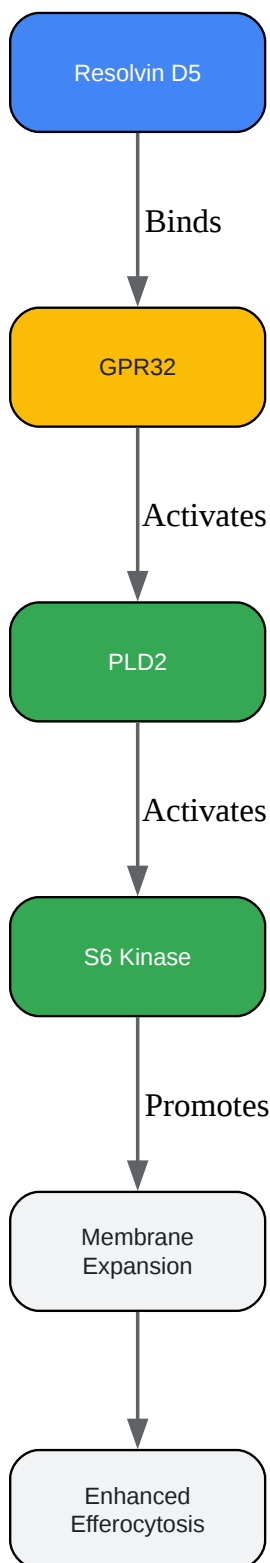 Resolvin D5
Binds
GPR32
Activates
PLD2
Activates
S6 Kinase
Promotes
Membrane
Expansion
Enhanced
Efferocytosis